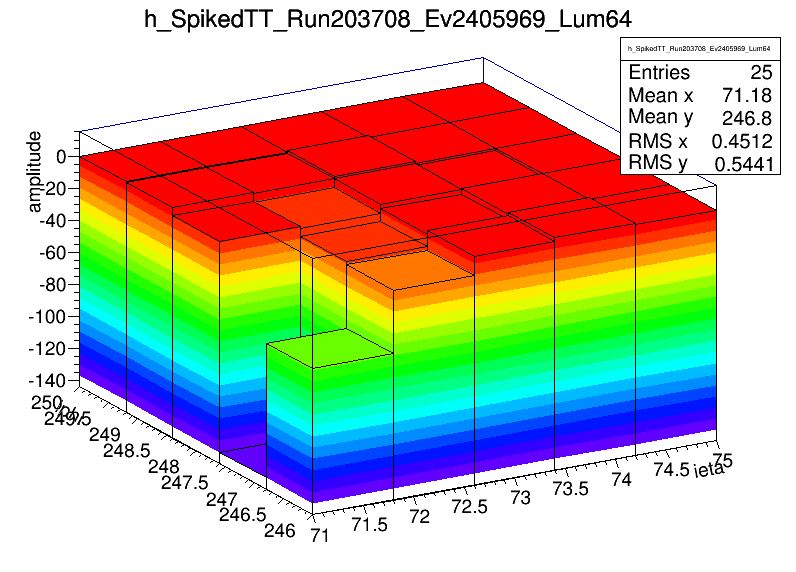 h_SpikedTT_Run203708_Ev2405969_Lum64
h_SpikedTT_Run203708_Ev2405969_Lum64
Entries 25
Mean x 71.18
Mean y 246.8
RMS x 0.4512
RMS y 0.5441
amplitude
0
-20
-40
-60
-80
-100
-120
-140
250
249.5
249
248.5
248
247.5
247
246.5
246
71
71.5
72
72.5
73
73.5
74
74.5
75
ieta